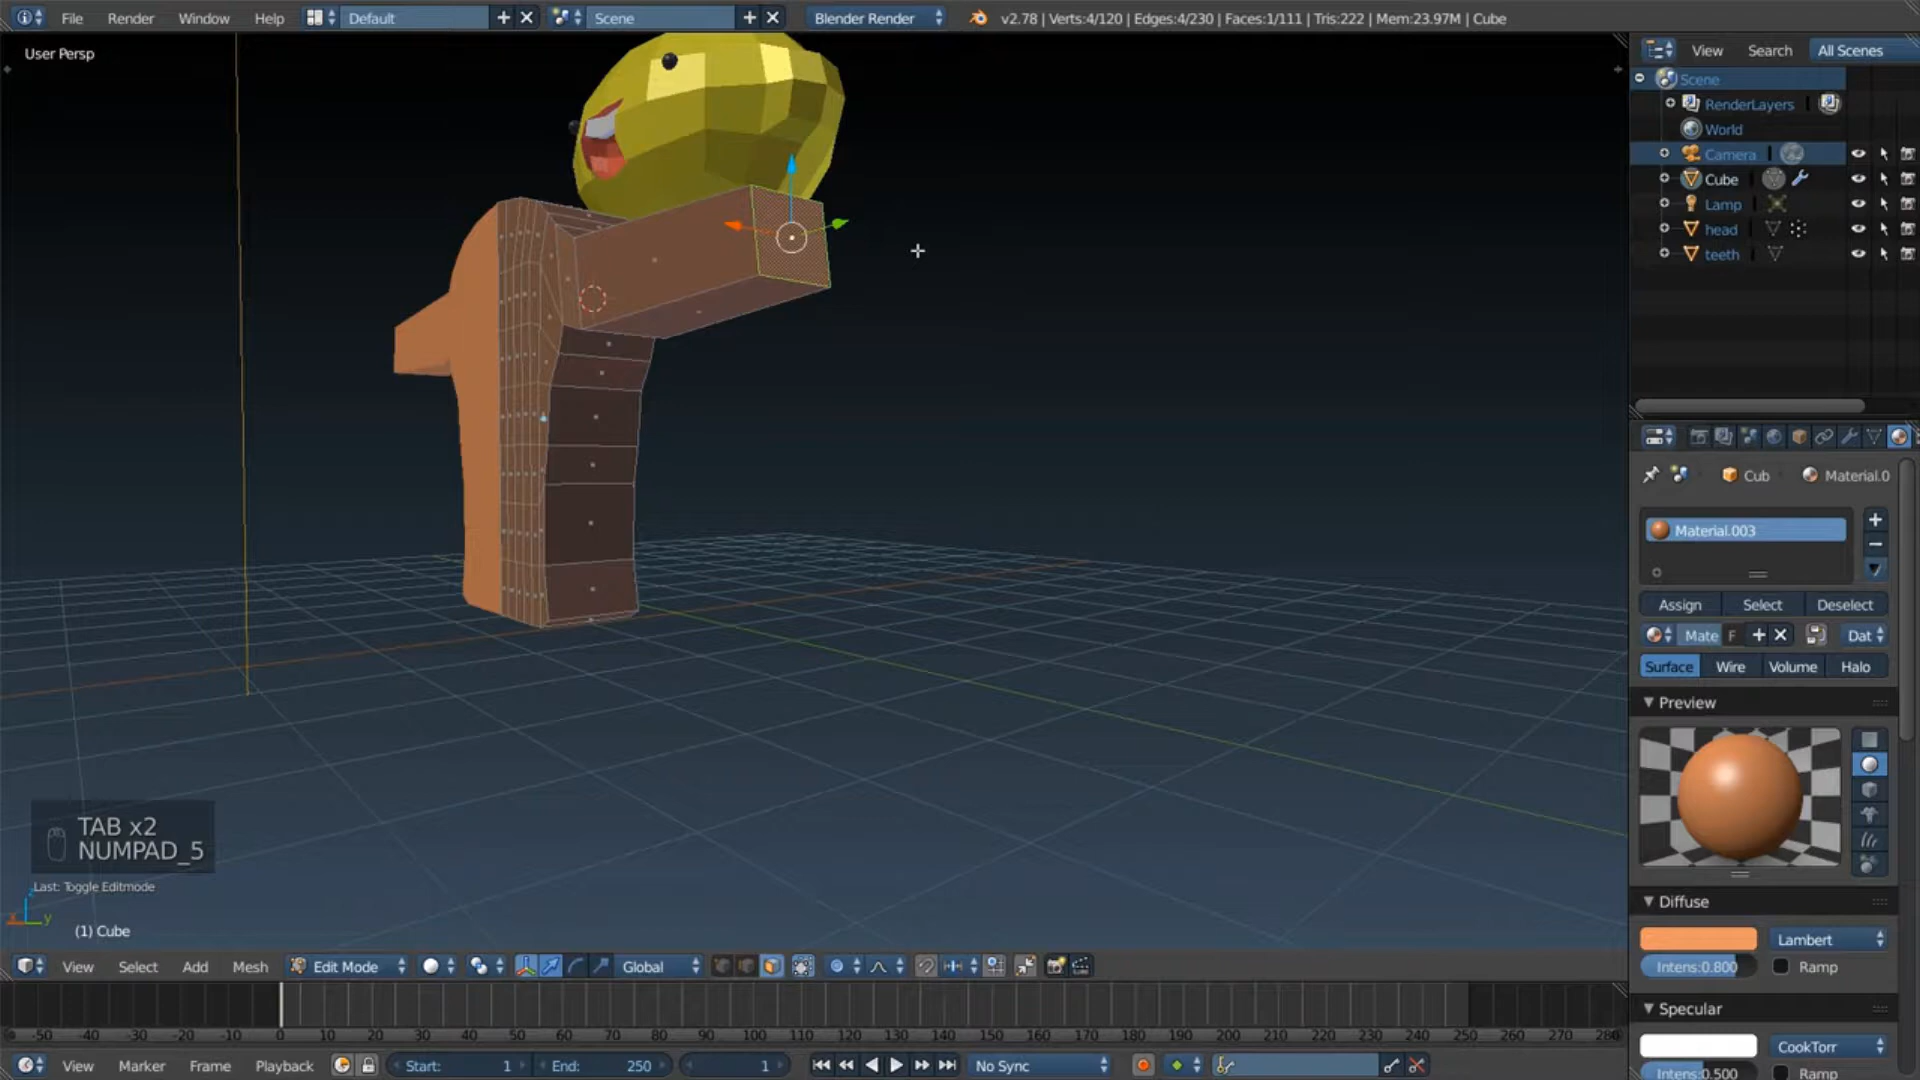 File Render Window Help Default Scene Blender Render v2.78 | Verts:4/120 | Edges:4/230 | Faces:1/111 | Tris:222 | Mem:23.97M | Cube
User Persp
View Search All Scenes
Scene
RenderLayers
World
Camera
Cube
Lamp
head
teeth
Cub Material.0
Material.003
Assign Select Deselect
Mate F Dat
Surface Wire Volume Halo
Preview
Diffuse
Lambert
Intens:0.800 Ramp
Specular
CookTorr
Intens:0.500 Ramp
TAB x2
NUMPAD_5
Last: Toggle Editmode
z
x y
(1) Cube
View Select Add Mesh Edit Mode Global
-50 -40 -30 -20 -10 0 10 20 30 40 50 60 70 80 90 100 110 120 130 140 150 160 170 180 190 200 210 220 230 240 250 260 270 280
View Marker Frame Playback Start: 1 End: 250 1 No Sync